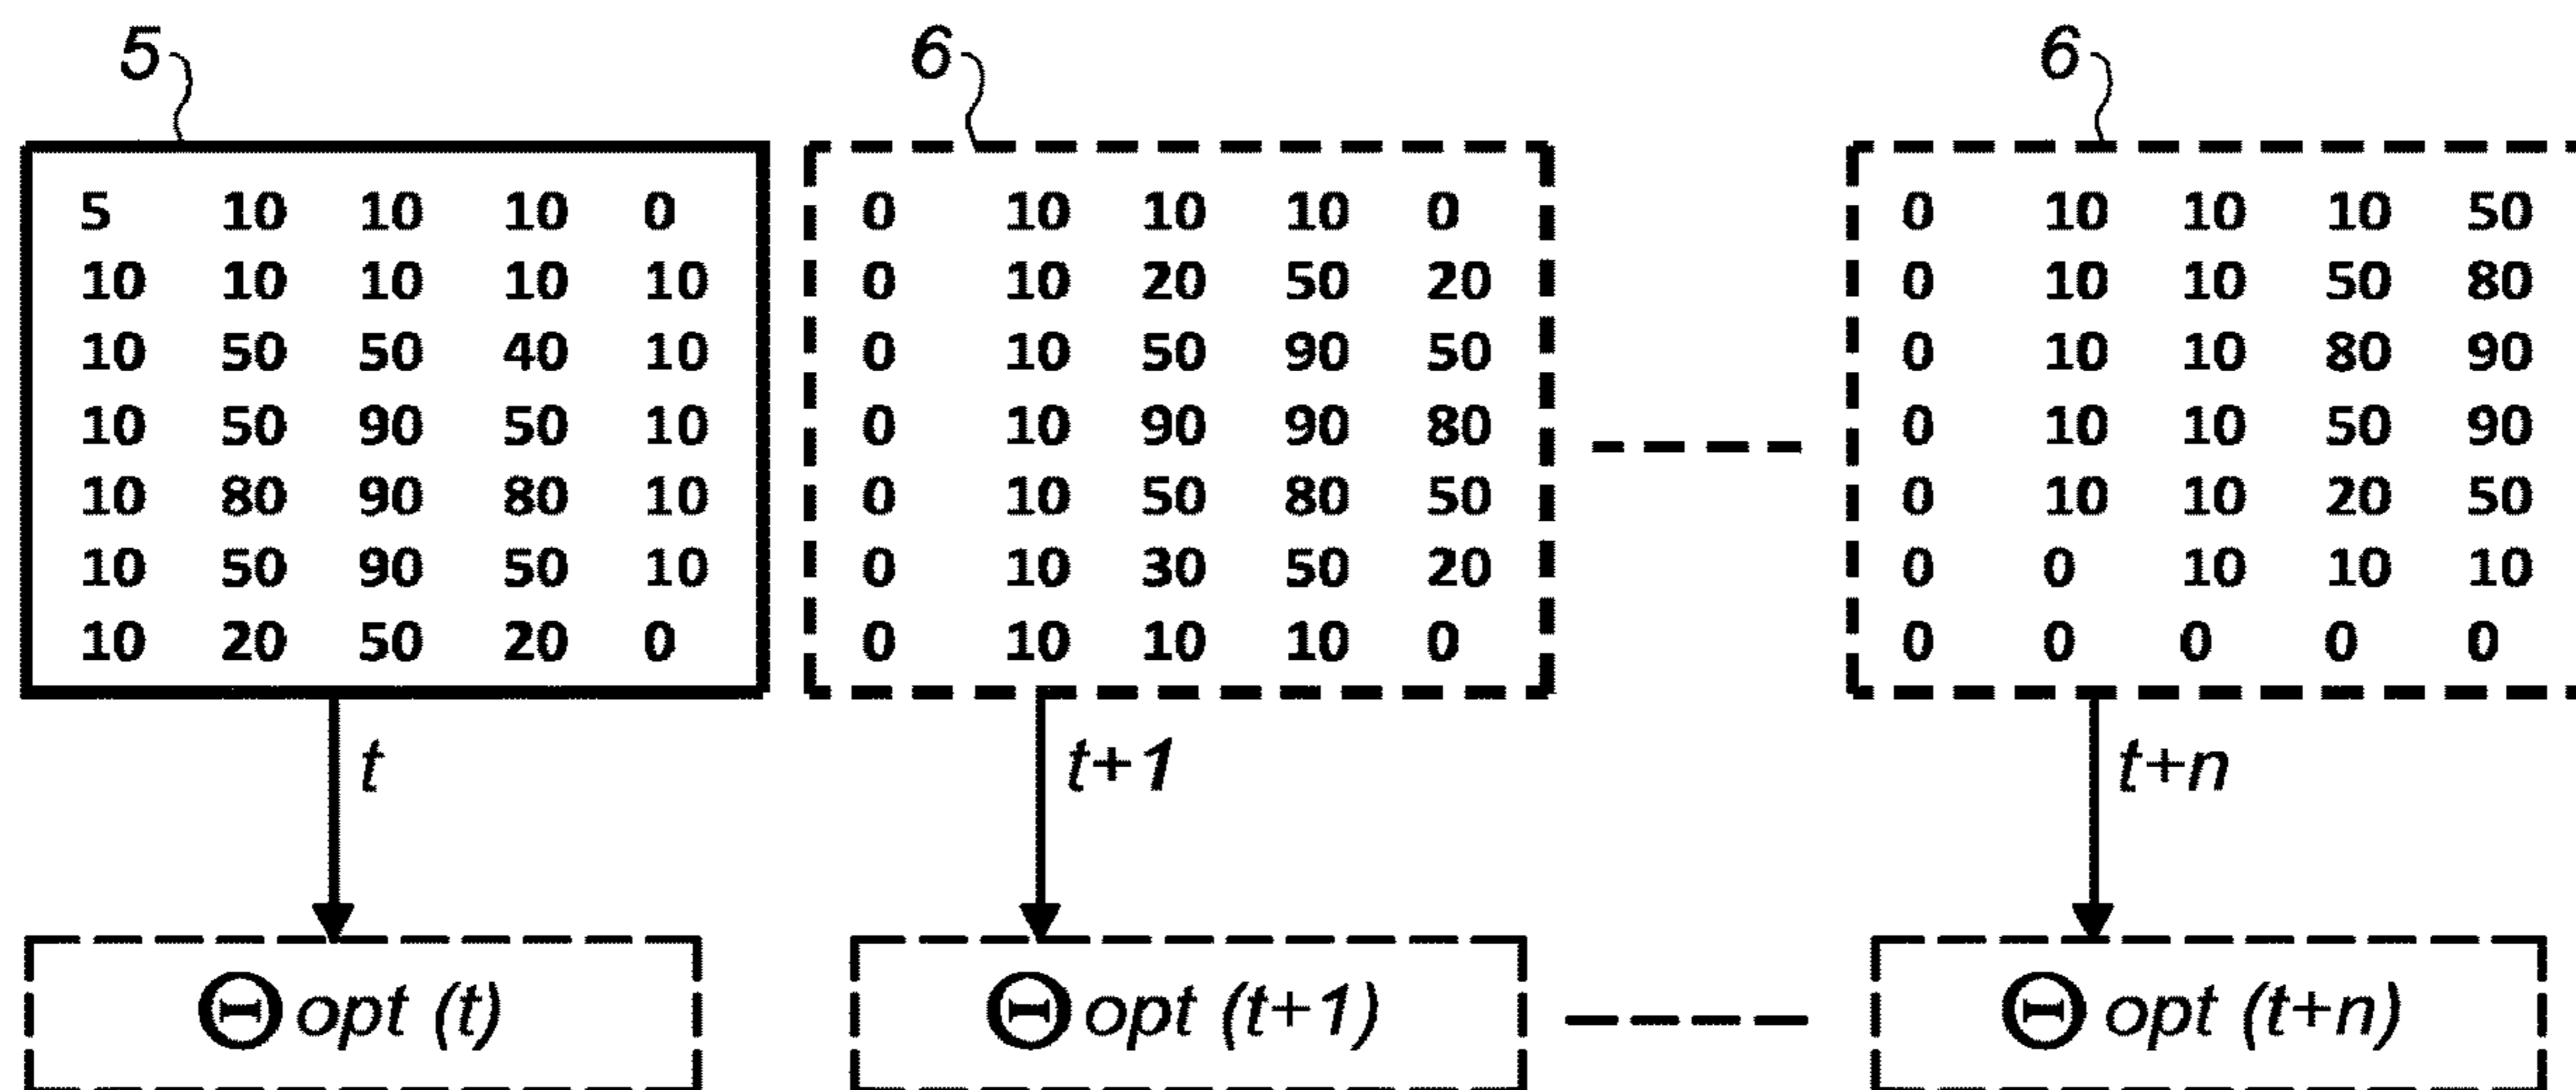 5 6 6
5 10 10 10 0 0 10 10 10 0 0 10 10 10 50
10 10 10 10 10 0 10 20 50 20 0 10 10 50 80
10 50 50 40 10 0 10 50 90 50 0 10 10 80 90
10 50 90 50 10 0 10 90 90 80 0 10 10 50 90
10 80 90 80 10 0 10 50 80 50 0 10 10 20 50
10 50 90 50 10 0 10 30 50 20 0 0 10 10 10
10 20 50 20 0 0 10 10 10 0 0 0 0 0 0
t t+1 t+n
Θ opt (t) Θ opt (t+1) Θ opt (t+n)